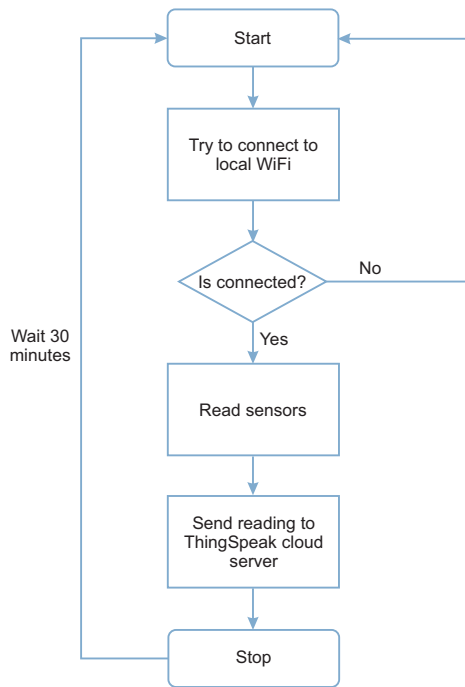 Start
Try to connect to
local WiFi
Is connected?
No
Yes
Wait 30
minutes
Read sensors
Send reading to
ThingSpeak cloud
server
Stop